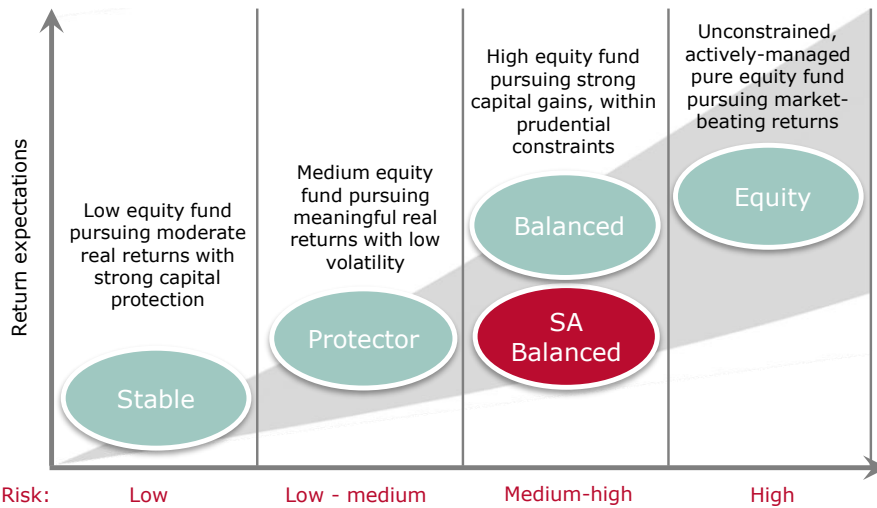 Return expectations
Low equity fund
pursuing moderate
real returns with
strong capital
protection
Stable
Medium equity
fund pursuing
meaningful real
returns with low
volatility
Protector
High equity fund
pursuing strong
capital gains, within
prudential
constraints
Balanced
SA
Balanced
Unconstrained,
actively-managed
pure equity fund
pursuing market-
beating returns
Equity
Risk:
Low
Low - medium
Medium-high
High